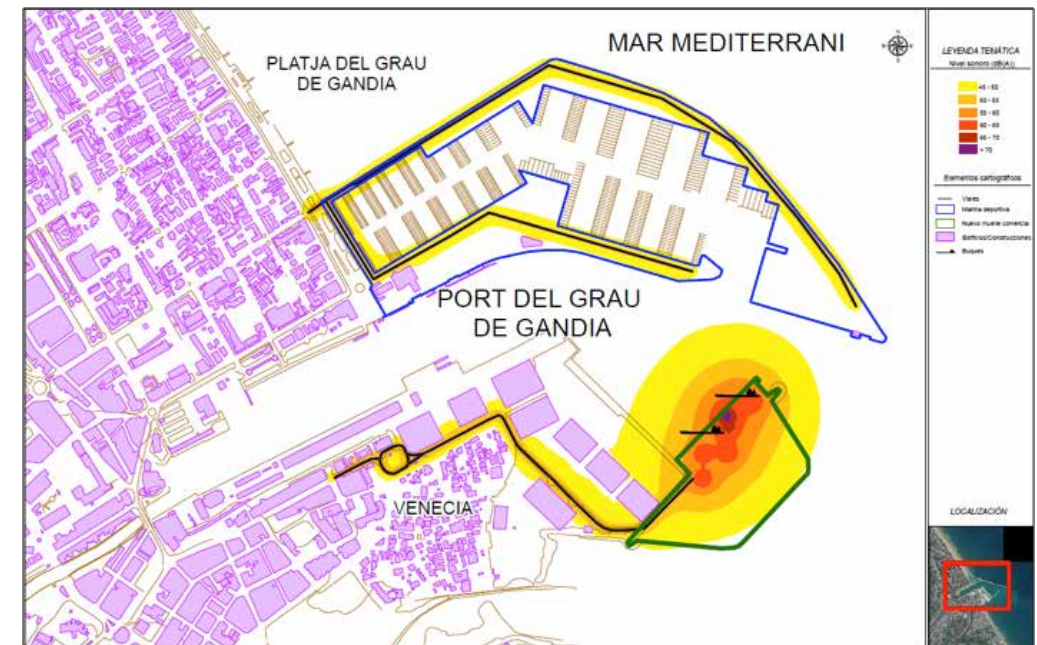 MAR MEDITERRANI
PLATJA DEL GRAU
DE GANDIA
PORT DEL GRAU
DE GANDIA
VENECIA
LEYENDA TEMÁTICA
Nivel sonoro (dB(A))
45 - 50
50 - 55
55 - 60
60 - 65
65 - 70
> 70
Elementos cartográficos
Viales
Marina deportiva
Nuevo muelle comercial
Edificios/Construcciones
Buques
LOCALIZACIÓN